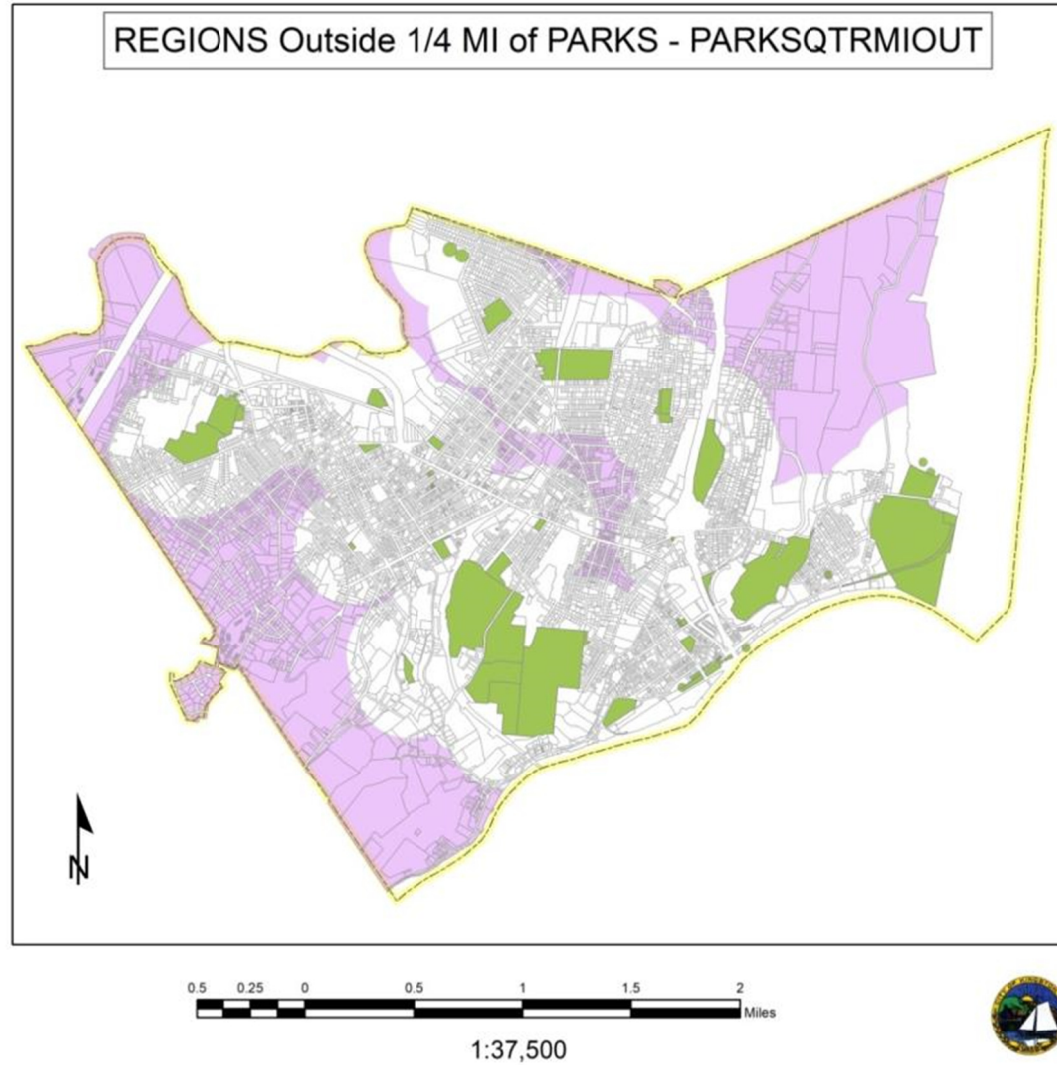 REGIONS Outside 1/4 MI of PARKS - PARKSQTRMIOUT
N
0.5 0.25 0 0.5 1 1.5 2
Miles
1:37,500